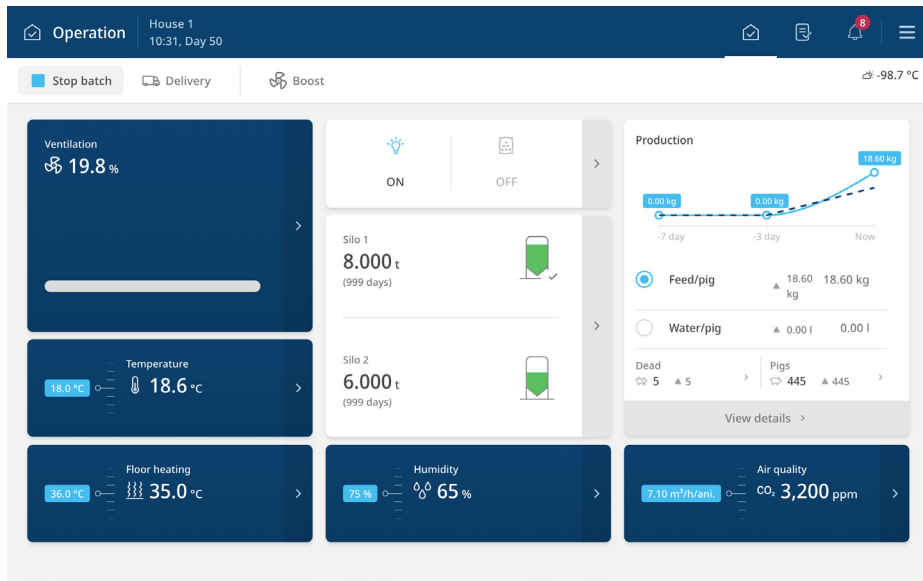 Operation
House 1
10:31, Day 50
8
Stop batch
Delivery
Boost
-98.7 °C
Ventilation
19.8 %
ON
OFF
Silo 1
8.000 t
(999 days)
Silo 2
6.000 t
(999 days)
Production
18.60 kg
0.00 kg
0.00 kg
-7 day
-3 day
Now
Feed/pig
▲ 18.60 kg
18.60 kg
Water/pig
▲ 0.00 l
0.00 l
Dead
5 ▲ 5
Pigs
445 ▲ 445
View details
Temperature
18.0 °C
18.6 °C
Floor heating
36.0 °C
35.0 °C
Humidity
75 %
65 %
Air quality
7.10 m³/h/ani.
CO₂ 3,200 ppm